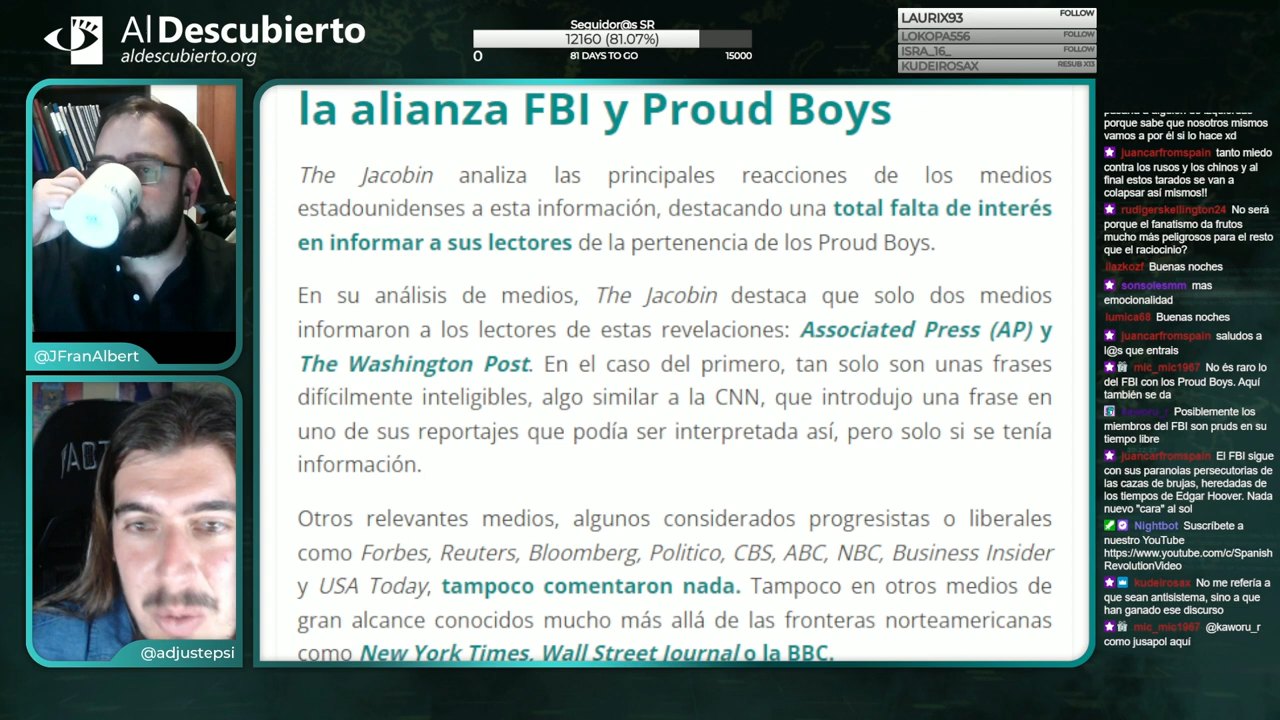 Al Descubierto
aldescubierto.org
Seguidor@s SR
12160 (81.07%)
0
81 DAYS TO GO
15000
LAURIX93 FOLLOW
LOKOPA556 FOLLOW
ISRA_16_ FOLLOW
KUDEIROSAX RESUB X13
@JFranAlbert
@adjustepsi
la alianza FBI y Proud Boys
The Jacobin analiza las principales reacciones de los medios
estadounidenses a esta información, destacando una total falta de interés
en informar a sus lectores de la pertenencia de los Proud Boys.
En su análisis de medios, The Jacobin destaca que solo dos medios
informaron a los lectores de estas revelaciones: Associated Press (AP) y
The Washington Post. En el caso del primero, tan solo son unas frases
difícilmente inteligibles, algo similar a la CNN, que introdujo una frase en
uno de sus reportajes que podía ser interpretada así, pero solo si se tenía
información.
Otros relevantes medios, algunos considerados progresistas o liberales
como Forbes, Reuters, Bloomberg, Politico, CBS, ABC, NBC, Business Insider
y USA Today, tampoco comentaron nada. Tampoco en otros medios de
gran alcance conocidos mucho más allá de las fronteras norteamericanas
como New York Times, Wall Street Journal o la BBC.
porque sabe que nosotros mismos
vamos a por él si lo hace xd
juancarfromspain tanto miedo
contra los rusos y los chinos y al
final estos tarados se van a
colapsar así mismos!!
rudigerskellington24 No será
porque el fanatismo da frutos
mucho más peligrosos para el resto
que el raciocinio?
ilazkozf Buenas noches
sonsolesmm mas
emocionalidad
lumica68 Buenas noches
juancarfromspain saludos a
l@s que entrais
mic_mic1967 No és raro lo
del FBI con los Proud Boys. Aquí
también se da
kaworu_r Posiblemente los
miembros del FBI son pruds en su
tiempo libre
juancarfromspain El FBI sigue
con sus paranoias persecutorias de
las cazas de brujas, heredadas de
los tiempos de Edgar Hoover. Nada
nuevo "cara" al sol
Nightbot Suscríbete a
nuestro YouTube
https://www.youtube.com/c/Spanish
RevolutionVideo
kudeirosax No me refería a
que sean antisistema, sino a que
han ganado ese discurso
mic_mic1967 @kaworu_r
como jusapol aquí